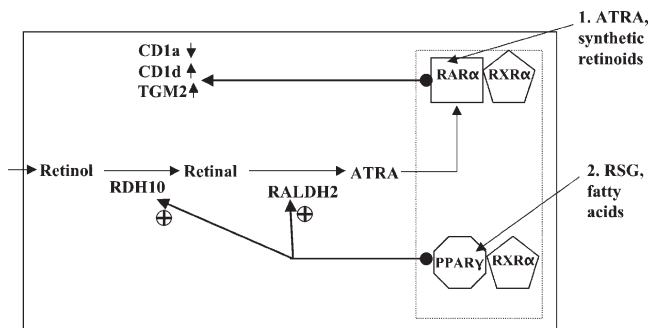 1. ATRA,
synthetic
retinoids
CD1a
CD1d
TGM2
RARα
RXRα
Retinol
RDH10
Retinal
RALDH2
ATRA
2. RSG,
fatty
acids
PPARγ
RXRα